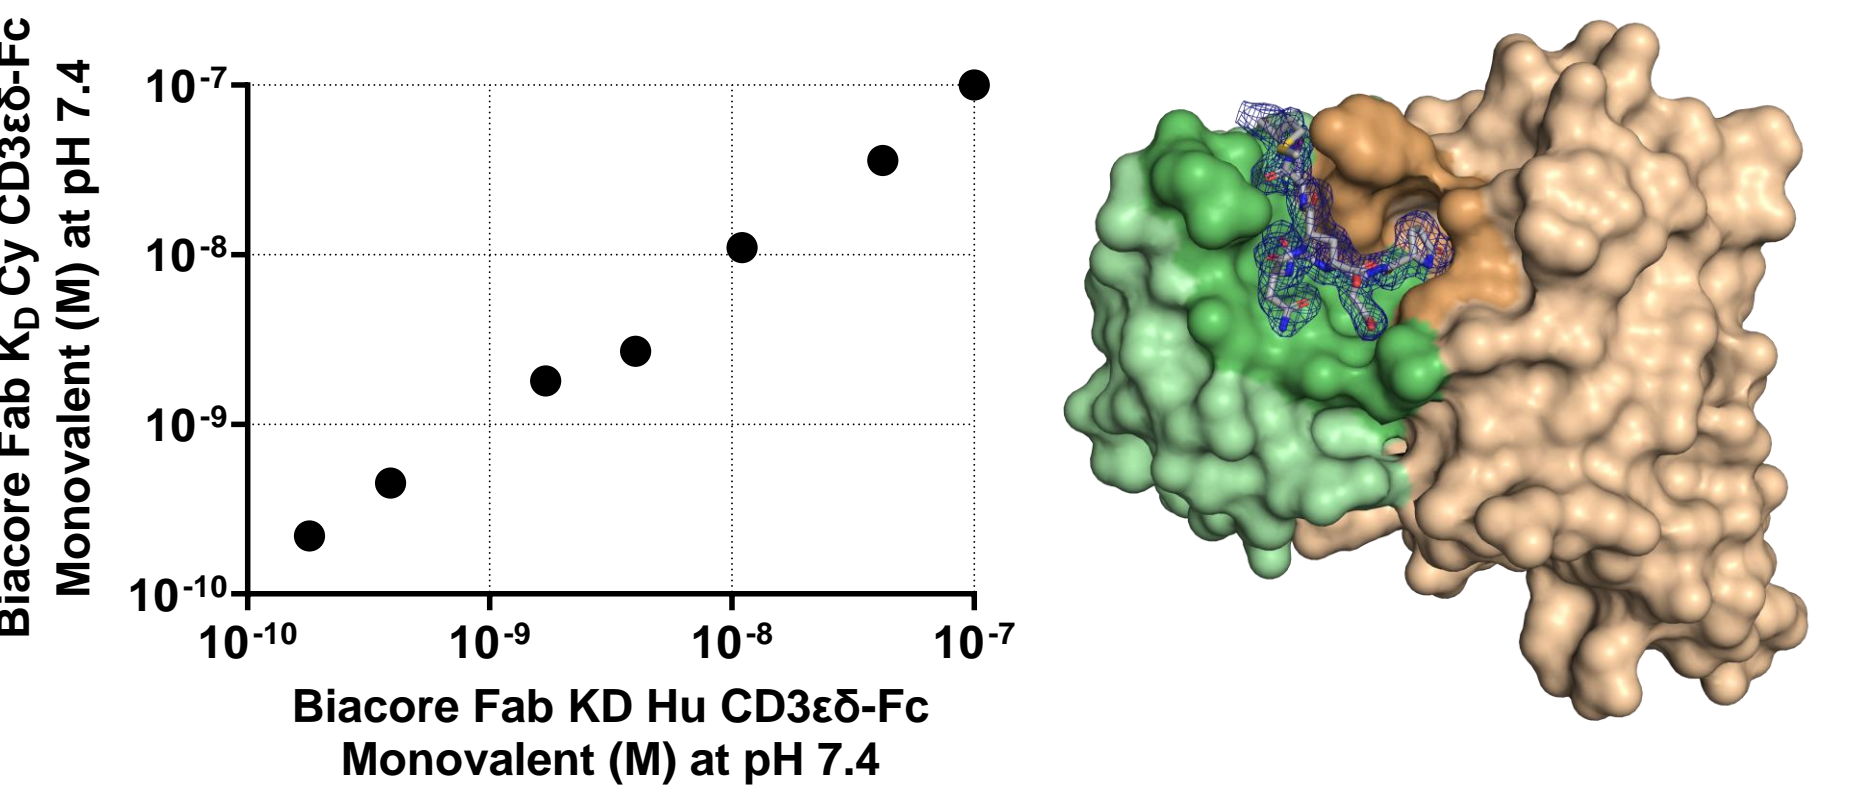 Biacore Fab KD Cy CD3εδ-Fc
Monovalent (M) at pH 7.4
10-7
10-8
10-9
10-10
10-10 10-9 10-8 10-7
Biacore Fab KD Hu CD3εδ-Fc
Monovalent (M) at pH 7.4